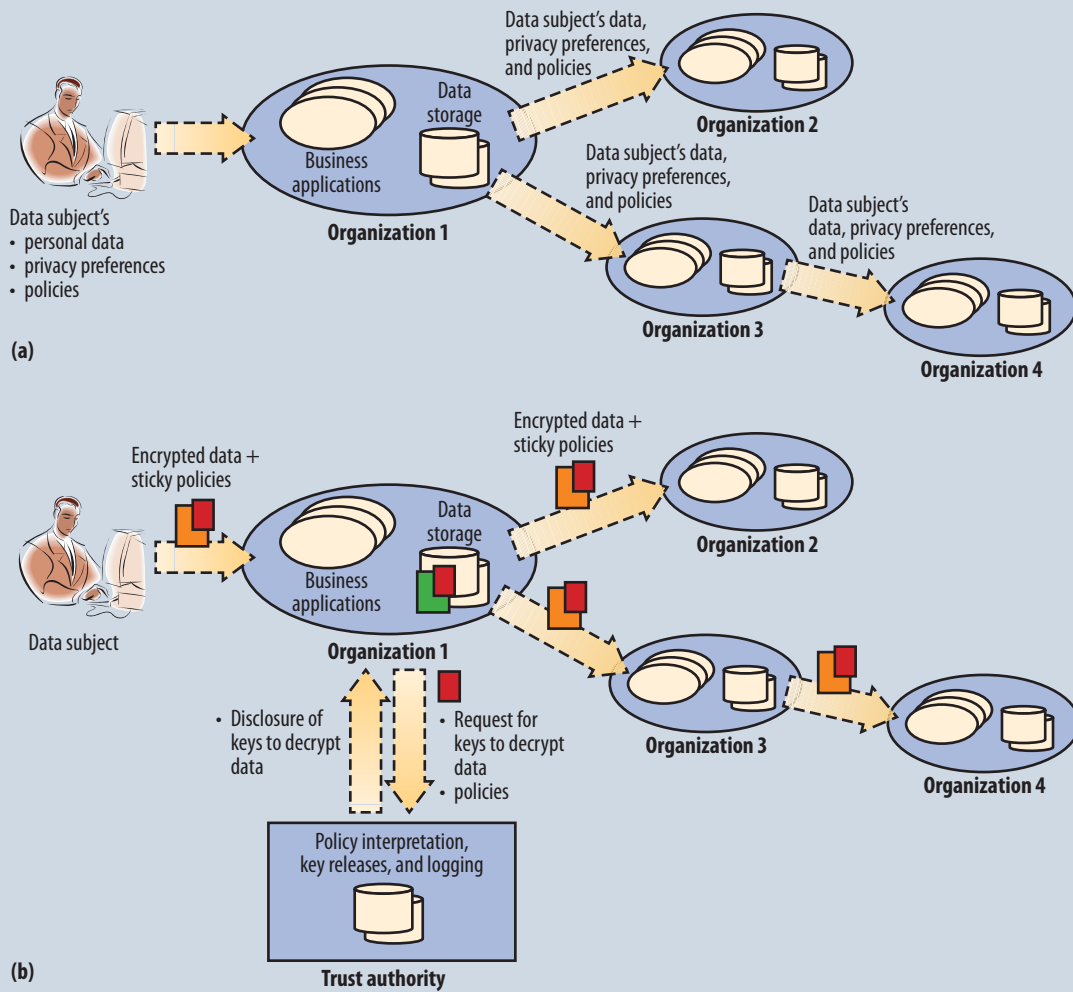 Data subject's data,
privacy preferences,
and policies
Data
storage
Business
applications
Organization 1
Organization 2
Data subject's
• personal data
• privacy preferences
• policies
Data subject's data,
privacy preferences,
and policies
Organization 3
Data subject's
data, privacy preferences,
and policies
Organization 4
(a)
Encrypted data +
sticky policies
Data subject
Data
storage
Business
applications
Organization 1
Encrypted data +
sticky policies
Organization 2
Organization 3
Organization 4
• Disclosure of
keys to decrypt
data
• Request for
keys to decrypt
data
• policies
Policy interpretation,
key releases, and logging
Trust authority
(b)